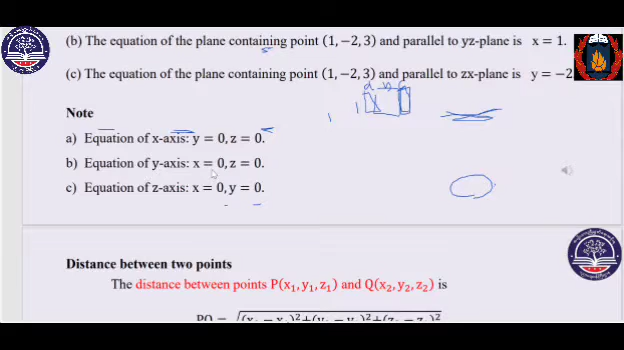 (b) The equation of the plane containing point (1, −2, 3) and parallel to yz-plane is x = 1.
(c) The equation of the plane containing point (1, −2, 3) and parallel to zx-plane is y = −2
Note
a) Equation of x-axis: y = 0, z = 0.
b) Equation of y-axis: x = 0, z = 0.
c) Equation of z-axis: x = 0, y = 0.
Distance between two points
The distance between points P(x₁, y₁, z₁) and Q(x₂, y₂, z₂) is